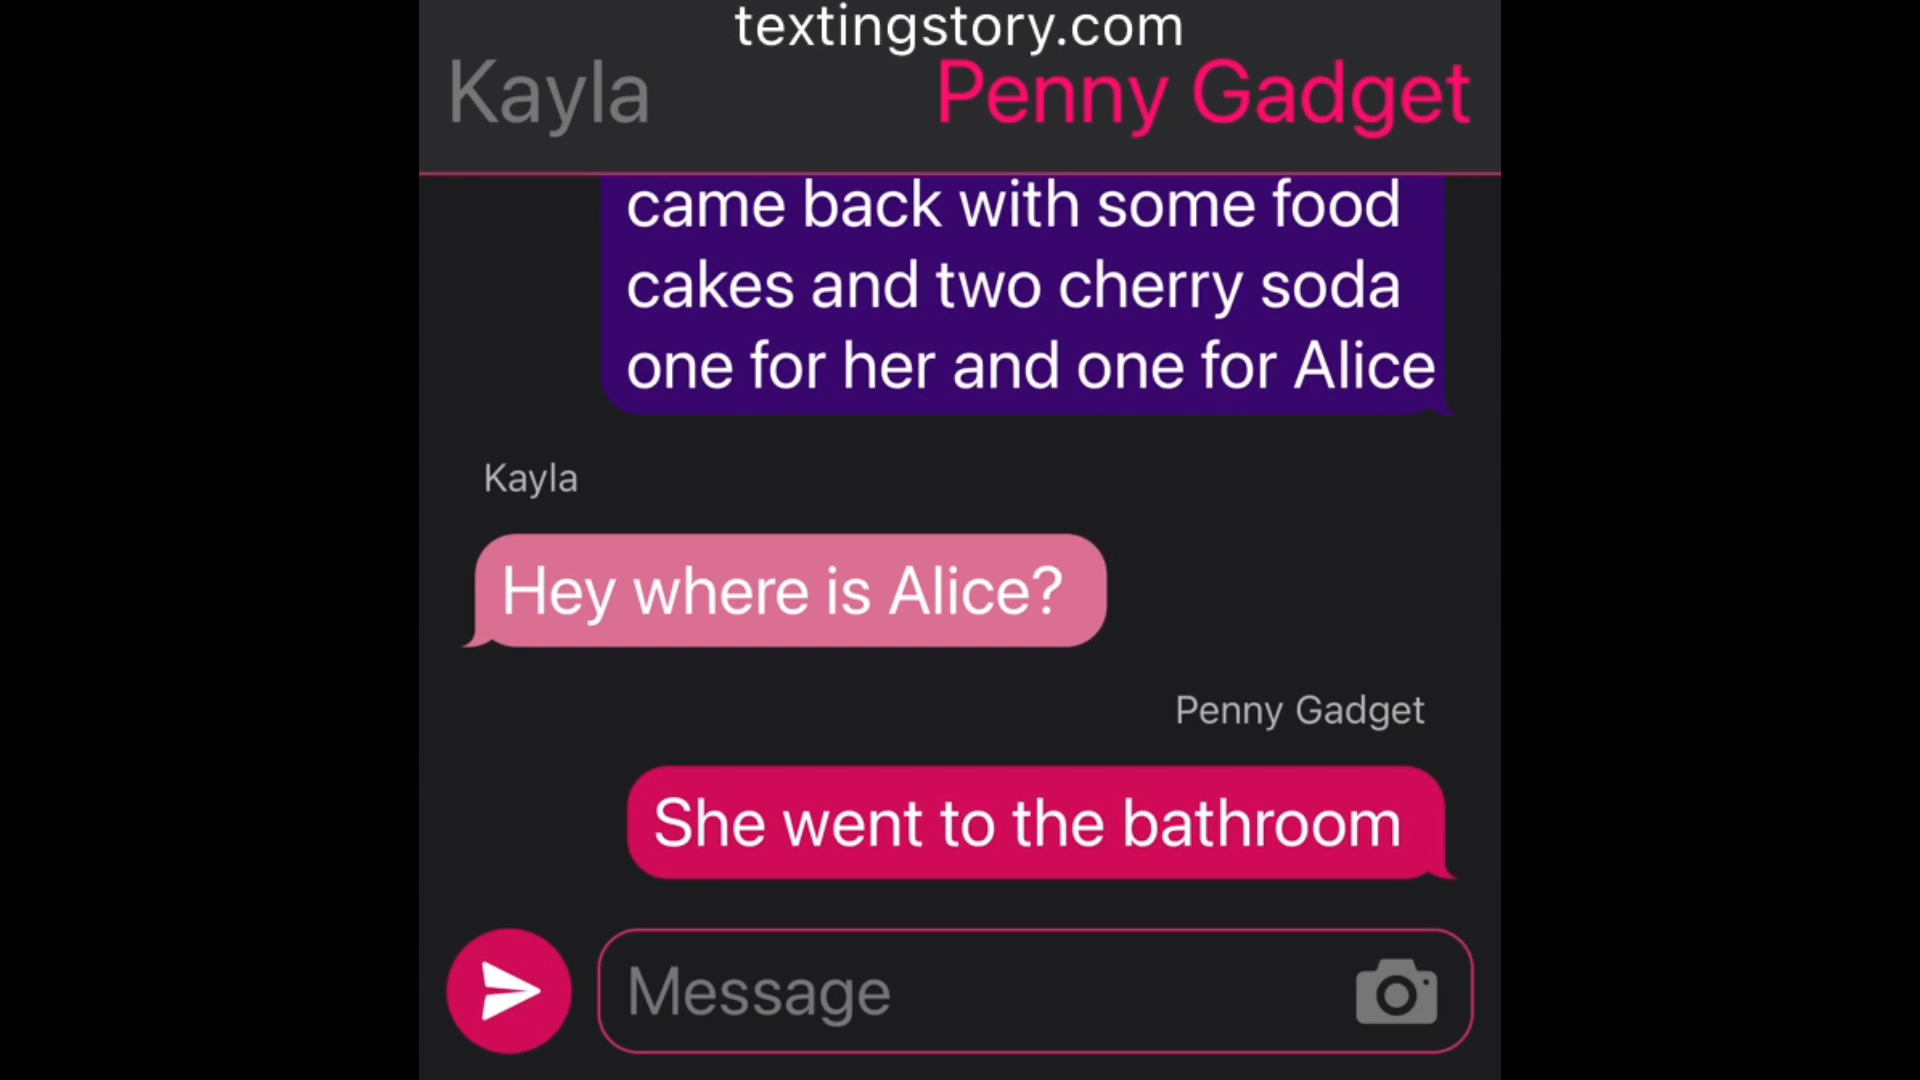 textingstory.com
Kayla Penny Gadget
came back with some food
cakes and two cherry soda
one for her and one for Alice
Kayla
Hey where is Alice?
Penny Gadget
She went to the bathroom
Message